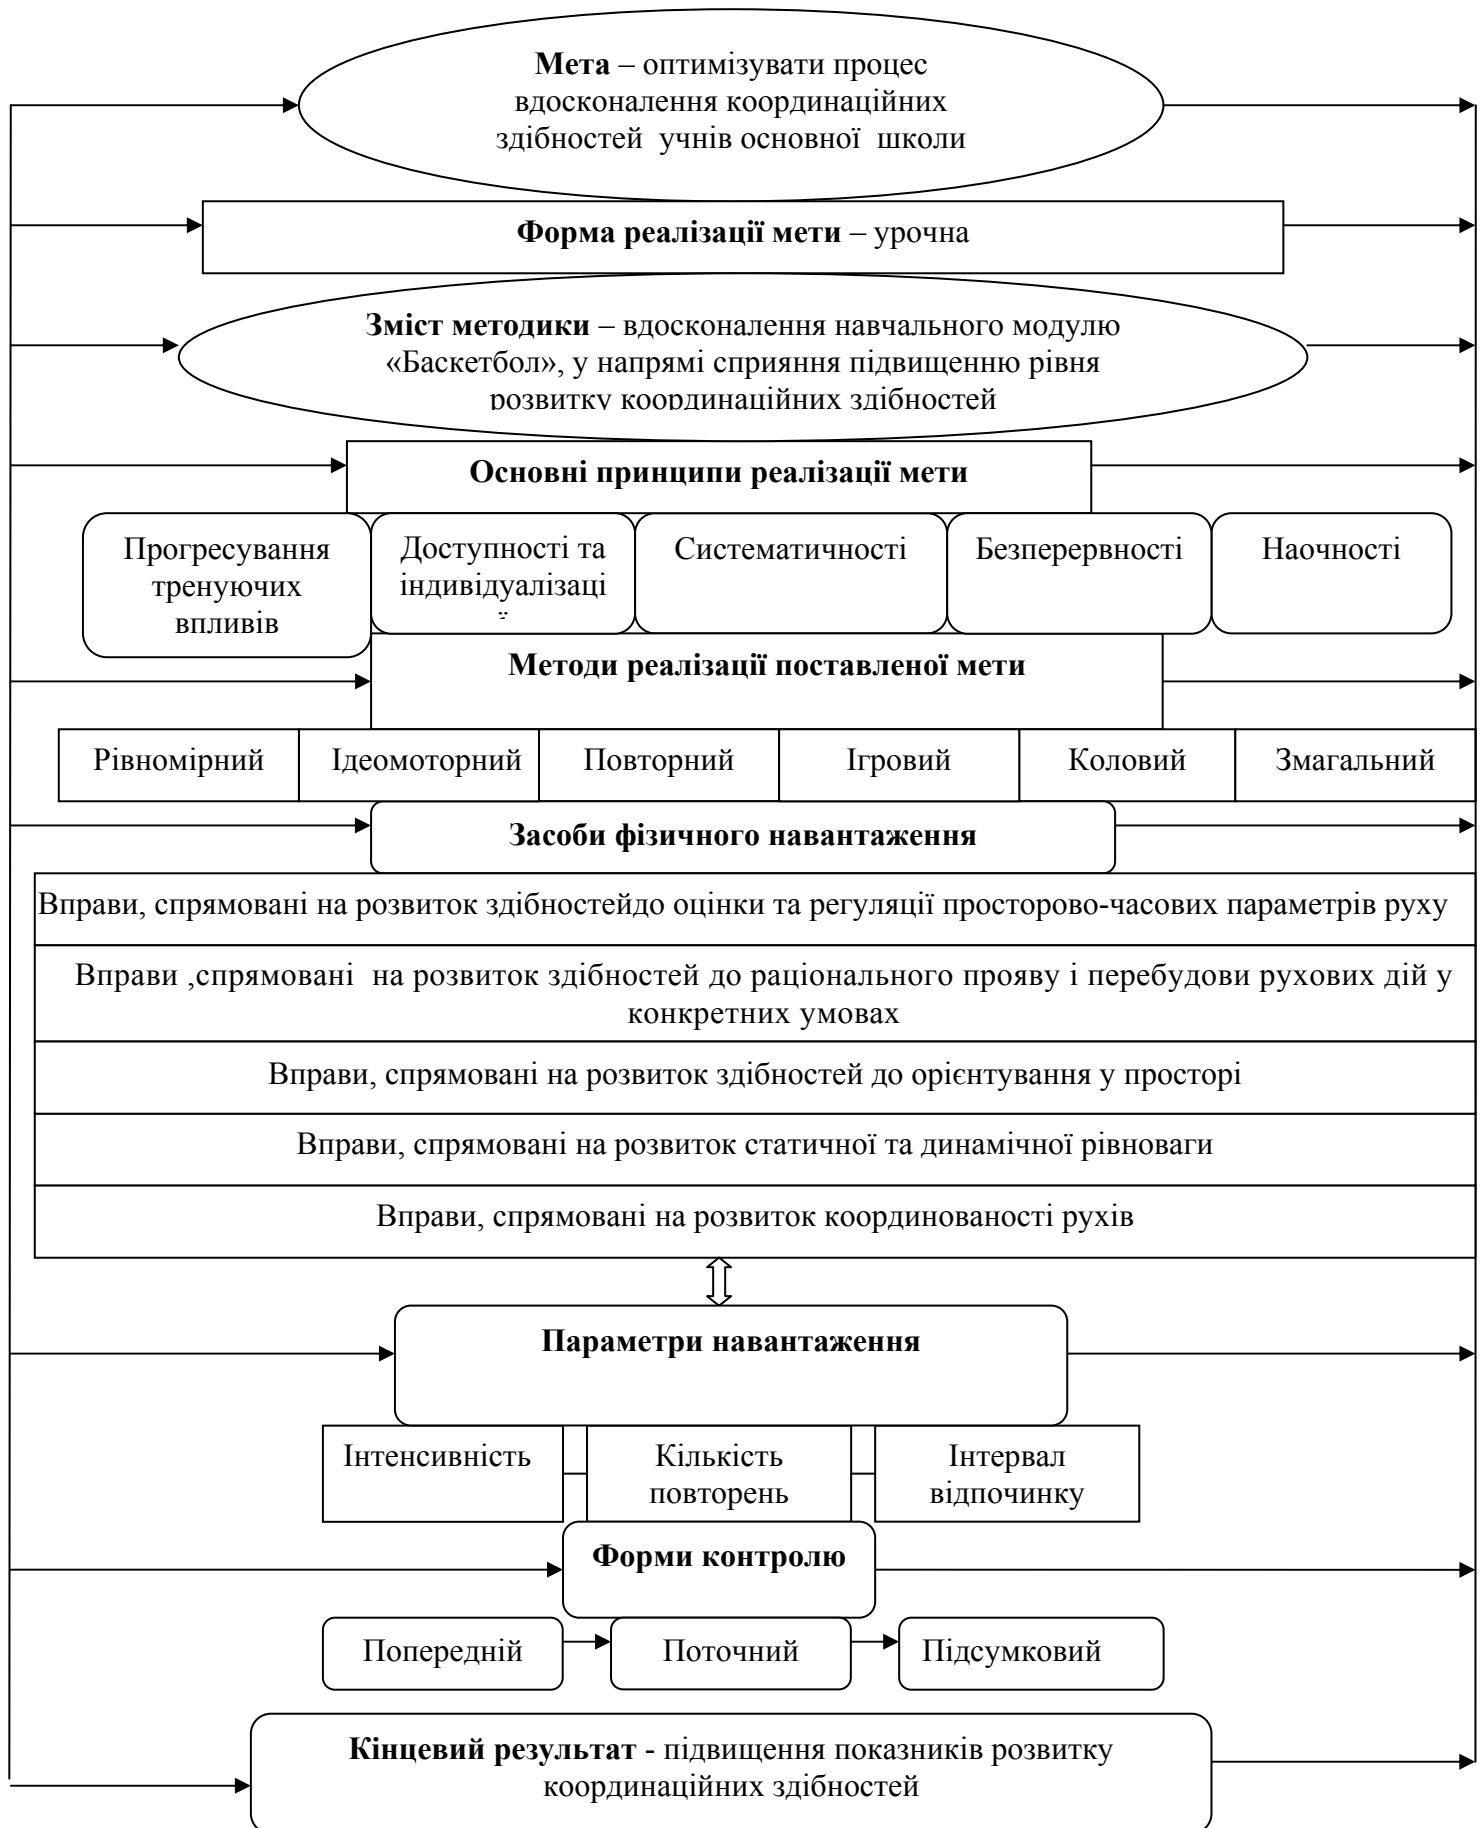 Мета – оптимізувати процес
вдосконалення координаційних
здібностей учнів основної школи
Форма реалізації мети – урочна
Зміст методики – вдосконалення навчального модулю
«Баскетбол», у напрямі сприяння підвищенню рівня
розвитку координаційних здібностей
Основні принципи реалізації мети
Прогресування
тренуючих
впливів
Доступності та
індивідуалізаці
ї
Систематичності
Безперервності
Наочності
Методи реалізації поставленої мети
Рівномірний
Ідеомоторний
Повторний
Ігровий
Коловий
Змагальний
Засоби фізичного навантаження
Вправи, спрямовані на розвиток здібностейдо оцінки та регуляції просторово-часових параметрів руху
Вправи ,спрямовані на розвиток здібностей до раціонального прояву і перебудови рухових дій у
конкретних умовах
Вправи, спрямовані на розвиток здібностей до орієнтування у просторі
Вправи, спрямовані на розвиток статичної та динамічної рівноваги
Вправи, спрямовані на розвиток координованості рухів
Параметри навантаження
Інтенсивність
Кількість
повторень
Інтервал
відпочинку
Форми контролю
Попередній
Поточний
Підсумковий
Кінцевий результат - підвищення показників розвитку
координаційних здібностей